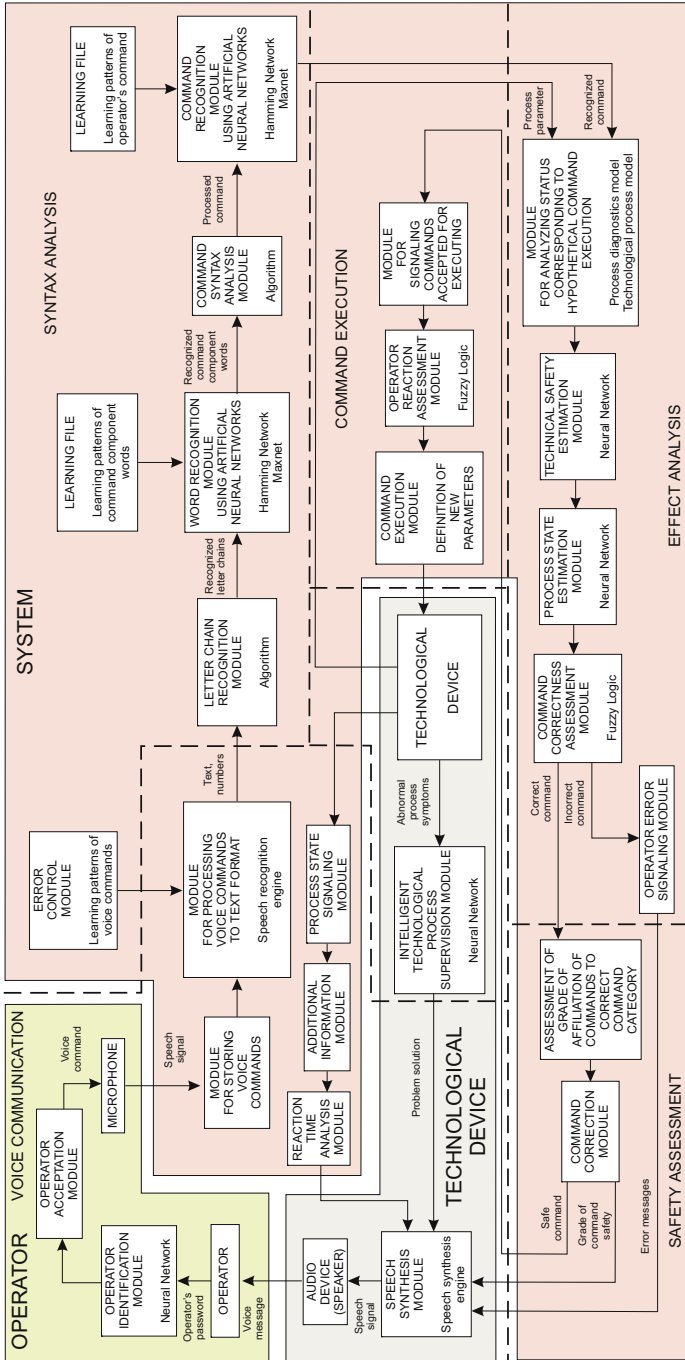 OPERATOR
VOICE COMMUNICATION
OPERATOR
ACCEPTATION
MODULE
Voice
command
MICROPHONE
Speech
signal
OPERATOR
IDENTIFICATION
MODULE
Neural Network
Operator's
password
OPERATOR
Voice
message
SYSTEM
ERROR
CONTROL
MODULE
Learning patterns of
voice commands
MODULE
FOR STORING
VOICE
COMMANDS
MODULE
FOR PROCESSING
VOICE COMMANDS
TO TEXT FORMAT
Speech recognition
engine
Text,
numbers
LETTER CHAIN
RECOGNITION
MODULE
Algorithm
Recognized
letter chains
SYNTAX ANALYSIS
LEARNING FILE
Learning patterns of
command component
words
WORD RECOGNITION
MODULE
USING ARTIFICIAL
NEURAL NETWORKS
Hamming Network
Maxnet
Recognized
command
component
words
COMMAND
SYNTAX
ANALYSIS
MODULE
Algorithm
Processed
command
LEARNING FILE
Learning patterns of
operator's command
COMMAND
RECOGNITION
MODULE
USING ARTIFICIAL
NEURAL NETWORKS
Hamming Network
Maxnet
REACTION
TIME
ANALYSIS
MODULE
ADDITIONAL
INFORMATION
MODULE
PROCESS STATE
SIGNALING
MODULE
COMMAND EXECUTION
COMMAND
EXECUTION
MODULE
DEFINITION OF
NEW
PARAMETERS
OPERATOR
REACTION
ASSESSMENT
MODULE
Fuzzy Logic
MODULE
FOR
SIGNALING
COMMANDS
ACCEPTED FOR
EXECUTING
AUDIO
DEVICE
(SPEAKER)
Speech
signal
SPEECH
SYNTHESIS
MODULE
Speech synthesis
engine
Problem solution
TECHNOLOGICAL
DEVICE
INTELLIGENT
TECHNOLOGICAL
PROCESS
SUPERVISION MODULE
Neural Network
Abnormal
process
symptoms
TECHNOLOGICAL
DEVICE
Process
parameter
Recognized
command
MODULE
FOR ANALYZING STATUS
CORRESPONDING TO
HYPOTHETICAL COMMAND
EXECUTION
Process diagnostics model
Technological process model
TECHNICAL SAFETY
ESTIMATION
MODULE
Neural Network
PROCESS STATE
ESTIMATION
MODULE
Neural Network
COMMAND
CORRECTNESS
ASSESSMENT
MODULE
Fuzzy Logic
EFFECT ANALYSIS
Correct
command
Incorrect
command
OPERATOR ERROR
SIGNALING MODULE
ASSESSMENT OF
GRADE OF
AFFILIATION OF
COMMANDS TO
CORRECT
COMMAND
CATEGORY
COMMAND
CORRECTION
MODULE
Safe
command
Grade of
command
safety
Error messages
SAFETY ASSESSMENT